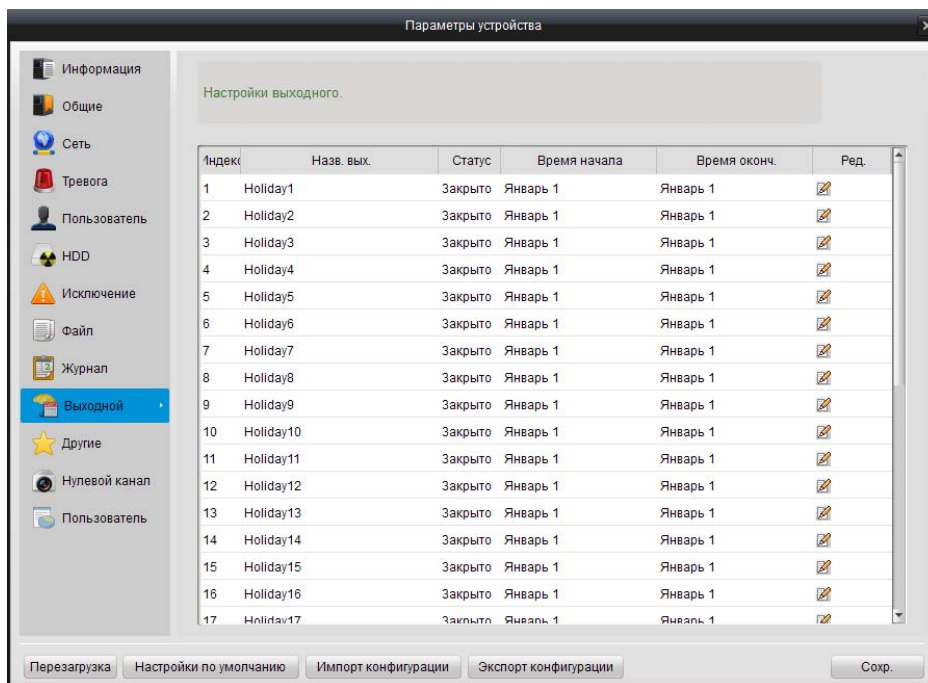 Параметры устройства
Информация
Общие
Сеть
Тревога
Пользователь
HDD
Исключение
Файл
Журнал
Выходной
Другие
Нулевой канал
Пользователь
Настройки выходного.
Индекс Назв. вых. Статус Время начала Время оконч. Ред.
1 Holiday1 Закрыто Январь 1 Январь 1
2 Holiday2 Закрыто Январь 1 Январь 1
3 Holiday3 Закрыто Январь 1 Январь 1
4 Holiday4 Закрыто Январь 1 Январь 1
5 Holiday5 Закрыто Январь 1 Январь 1
6 Holiday6 Закрыто Январь 1 Январь 1
7 Holiday7 Закрыто Январь 1 Январь 1
8 Holiday8 Закрыто Январь 1 Январь 1
9 Holiday9 Закрыто Январь 1 Январь 1
10 Holiday10 Закрыто Январь 1 Январь 1
11 Holiday11 Закрыто Январь 1 Январь 1
12 Holiday12 Закрыто Январь 1 Январь 1
13 Holiday13 Закрыто Январь 1 Январь 1
14 Holiday14 Закрыто Январь 1 Январь 1
15 Holiday15 Закрыто Январь 1 Январь 1
16 Holiday16 Закрыто Январь 1 Январь 1
17 Holiday17 Закрыто Январь 1 Январь 1
Перезагрузка Настройки по умолчанию Импорт конфигурации Экспорт конфигурации Сохр.